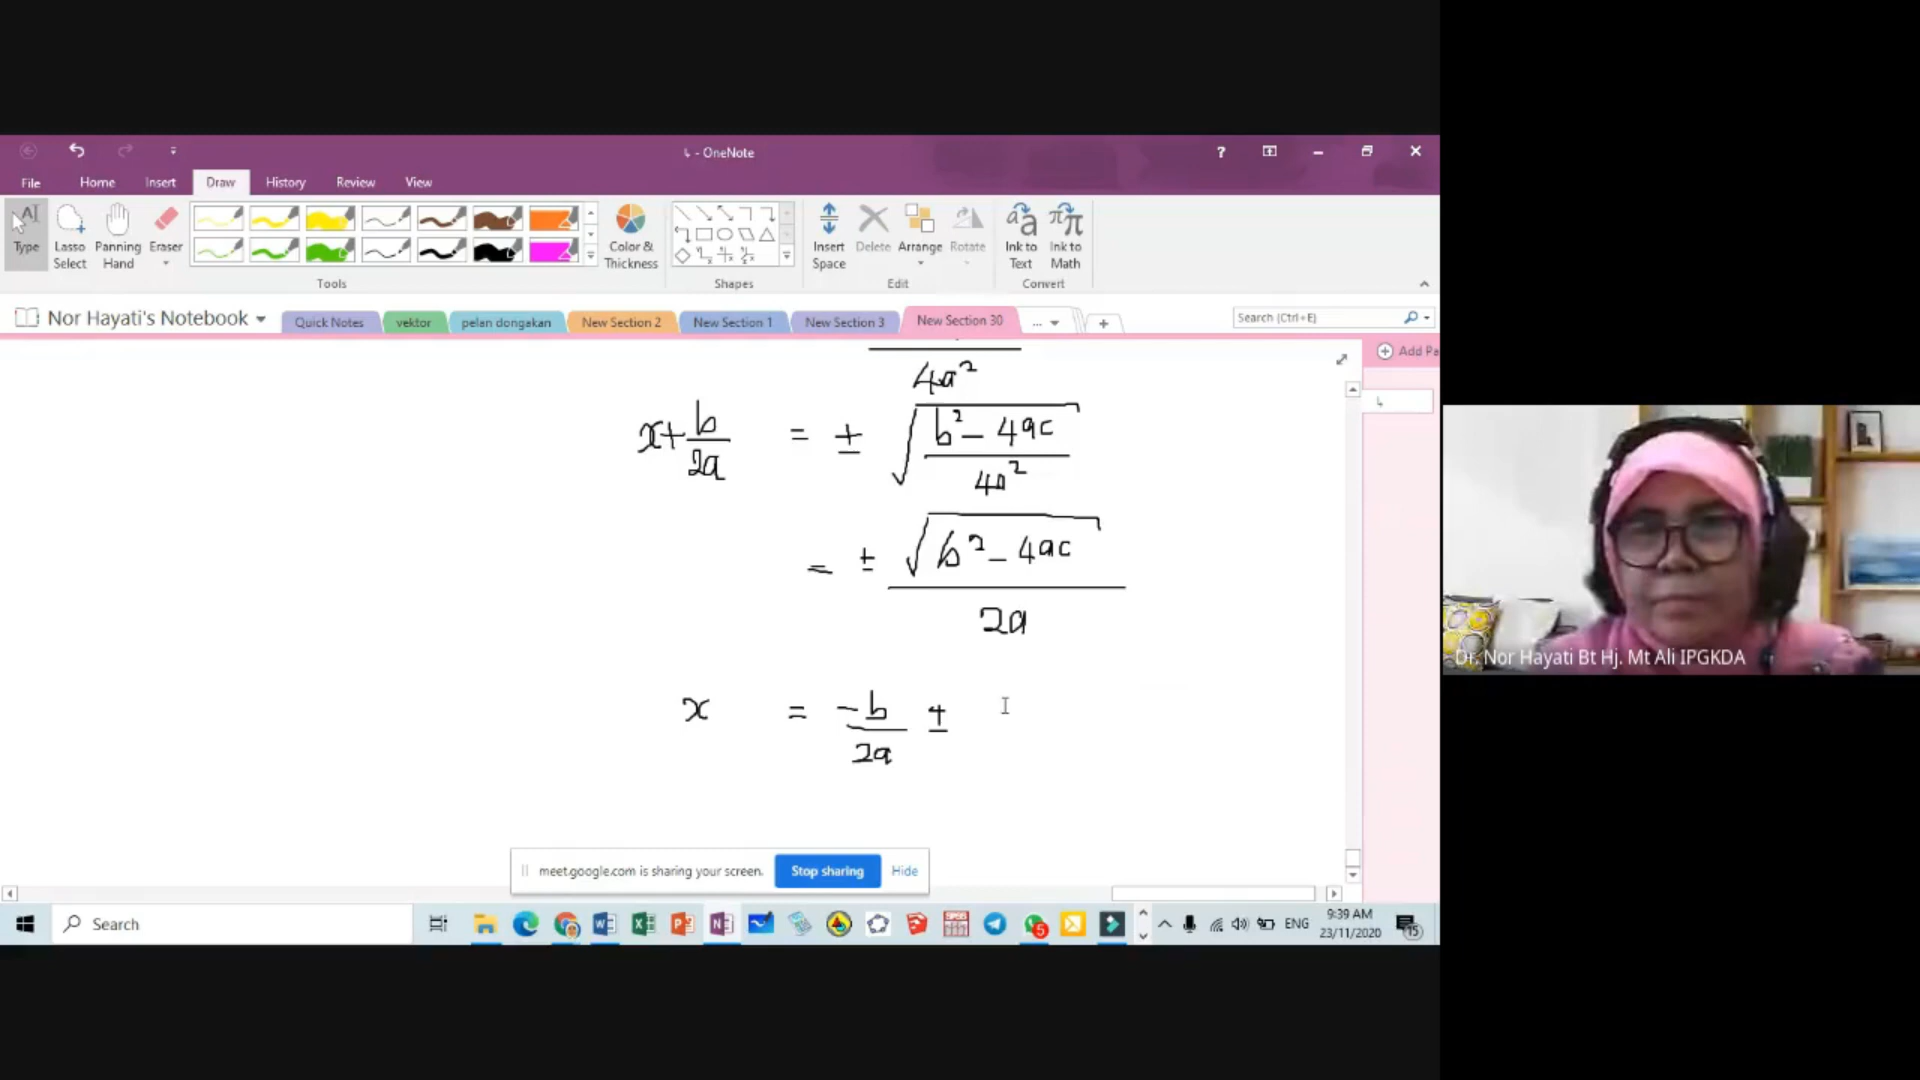 ɬ - OneNote
?
File Home Insert Draw History Review View
Type
Lasso Select
Panning Hand
Eraser
Color & Thickness
Insert Space
Delete
Arrange
Rotate
Ink to Text
Ink to Math
Tools
Shapes
Edit
Convert
Nor Hayati's Notebook
Quick Notes
vektor
pelan dongakan
New Section 2
New Section 1
New Section 3
New Section 30
...
Search (Ctrl+E)
Add Pa
4a²
x + b/2a = ± √(b² - 4ac / 4a²)
= ± √(b² - 4ac) / 2a
x = -b/2a ±
Dr. Nor Hayati Bt Hj. Mt Ali IPGKDA
meet.google.com is sharing your screen.
Stop sharing
Hide
Search
5
ENG
9:39 AM
23/11/2020
15